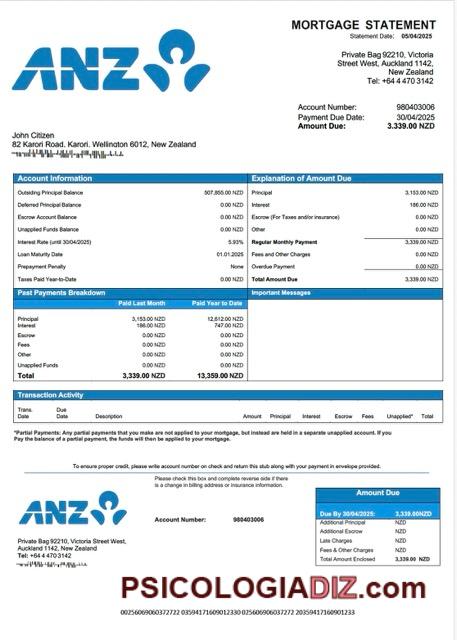 MORTGAGE STATEMENT
Statement Date: 05/04/2025
ANZ
Private Bag 92210, Victoria
Street West, Auckland 1142,
New Zealand
Tel: +64 4 470 3142
Account Number: 980403006
Payment Due Date: 30/04/2025
Amount Due: 3.339.00 NZD
John Citizen
82 Karori Road. Karori. Wellington 6012, New Zealand
Account Information
Outsiding Principal Balance 507,855.00 NZD
Deferred Principal Balance 0.00 NZD
Escrow Account Balance 0.00 NZD
Unapplied Funds Balance 0.00 NZD
Interest Rate (until 30/04/2025) 5.93%
Loan Maturity Date 01.01.2025
Prepayment Penalty None
Taxes Paid Year-to-Date 0.00 NZD
Explanation of Amount Due
Principal 3,153.00 NZD
Interest 186.00 NZD
Escrow (For Taxes and/or insurance) 0.00 NZD
Other 0.00 NZD
Regular Monthly Payment 3,339.00 NZD
Fees and Other Charges 0.00 NZD
Overdue Payment 0.00 NZD
Total Amount Due 3,339.00 NZD
Past Payments Breakdown
Paid Last Month Paid Year to Date
Principal 3,153.00 NZD 12,612.00 NZD
Interest 186.00 NZD 747.00 NZD
Escrow 0.00 NZD 0.00 NZD
Fees 0.00 NZD 0.00 NZD
Other 0.00 NZD 0.00 NZD
Unapplied Funds 0.00 NZD 0.00 NZD
Total 3,339.00 NZD 13,359.00 NZD
Important Messages
Transaction Activity
Trans. Date Due Date Description Amount Principal Interest Escrow Fees Unapplied* Total
*Partial Payments: Any partial payments that you make are not applied to your mortgage, but instead are held in a separate unapplied account. If you
Pay the balance of a partial payment, the funds will then be applied to your mortgage.
To ensure proper credit, please write account number on check and return this stub along with your payment in envelope provided.
Please check this box and complete reverse side if there
is a change in billing address or insurance information.
ANZ
Account Number: 980403006
Private Bag 92210, Victoria Street West,
Auckland 1142, New Zealand
Tel: +64 4 470 3142
Amount Due
Due By 30/04/2025: 3,339.00NZD
Additional Principal NZD
Additional Escrow NZD
Late Charges NZD
Fees & Other Charges NZD
Total Amount Enclosed 3,339.00 NZD
PSICOLOGIADIZ.com
00256069060372722 03594171609012330 0256069060372272 20359417160901233